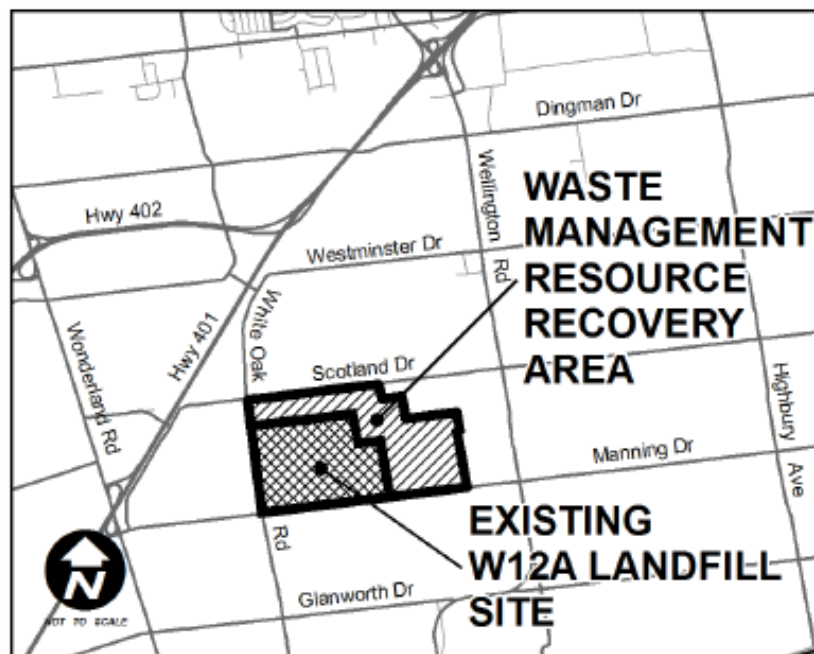 Dingman Dr
Wellington
Rd
Hwy 402
WASTE
MANAGEMENT
RESOURCE
RECOVERY
AREA
Westminster Dr
White Oak
Rd
Hwy 401
Wonderland Rd
Scotland Dr
Highbury
Ave
Manning Dr
EXISTING
W12A LANDFILL
SITE
Glanworth Dr
N
NOT TO SCALE